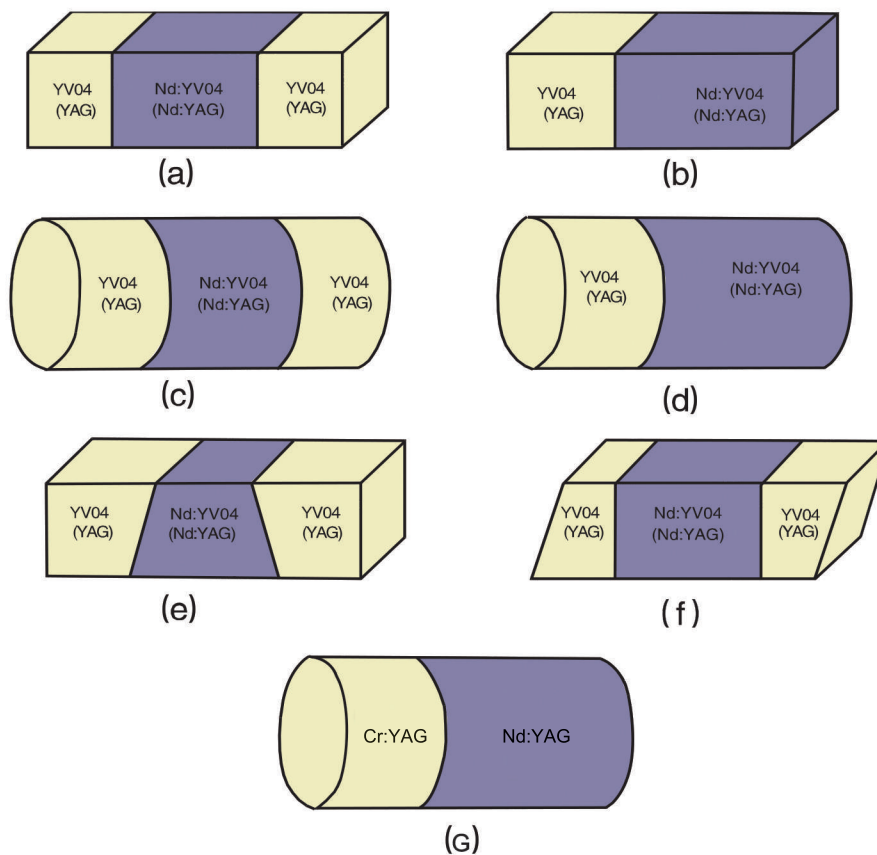 YV04
(YAG)
Nd:YV04
(Nd:YAG)
YV04
(YAG)
(a)
YV04
(YAG)
Nd:YV04
(Nd:YAG)
(b)
YV04
(YAG)
Nd:YV04
(Nd:YAG)
YV04
(YAG)
(c)
YV04
(YAG)
Nd:YV04
(Nd:YAG)
(d)
YV04
(YAG)
Nd:YV04
(Nd:YAG)
YV04
(YAG)
(e)
YV04
(YAG)
Nd:YV04
(Nd:YAG)
YV04
(YAG)
(f)
Cr:YAG
Nd:YAG
(G)